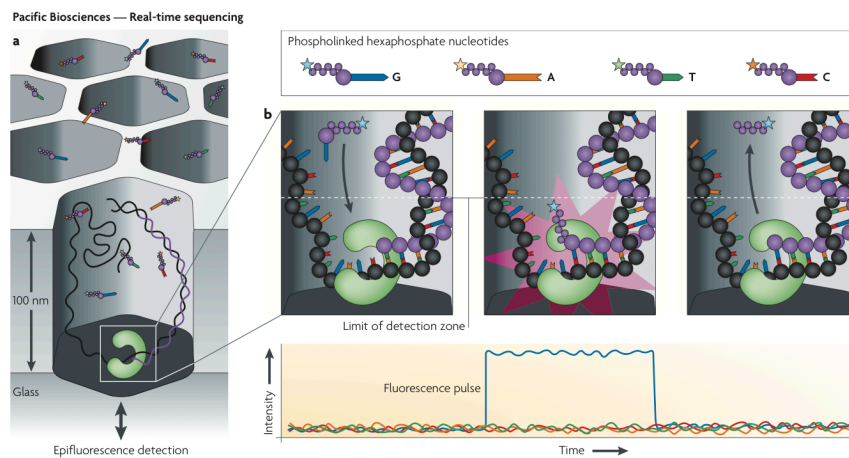 Pacific Biosciences — Real-time sequencing
a
Phospholinked hexaphosphate nucleotides
G
A
T
C
b
100 nm
Limit of detection zone
Glass
Fluorescence pulse
Intensity
Epifluorescence detection
Time